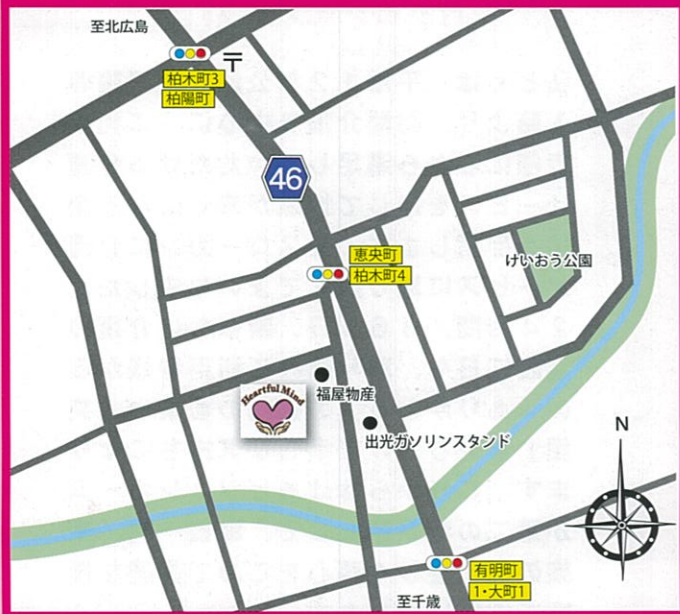 至北広島
〒
柏木町3
柏陽町
46
恵央町
柏木町4
けいおう公園
福屋物産
Heartful Mind
出光ガソリンスタンド
N
有明町
1・大町1
至千歳